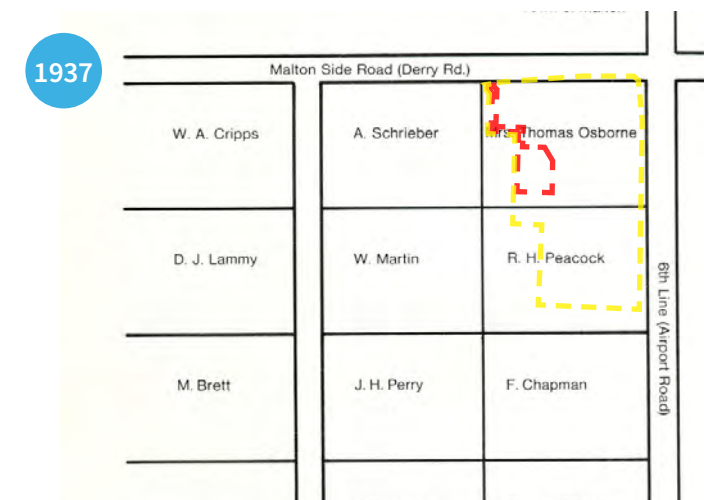 1937
Malton Side Road (Derry Rd.)
W. A. Cripps
A. Schrieber
Mrs. Thomas Osborne
D. J. Lammy
W. Martin
R. H. Peacock
6th Line (Airport Road)
M. Brett
J. H. Perry
F. Chapman